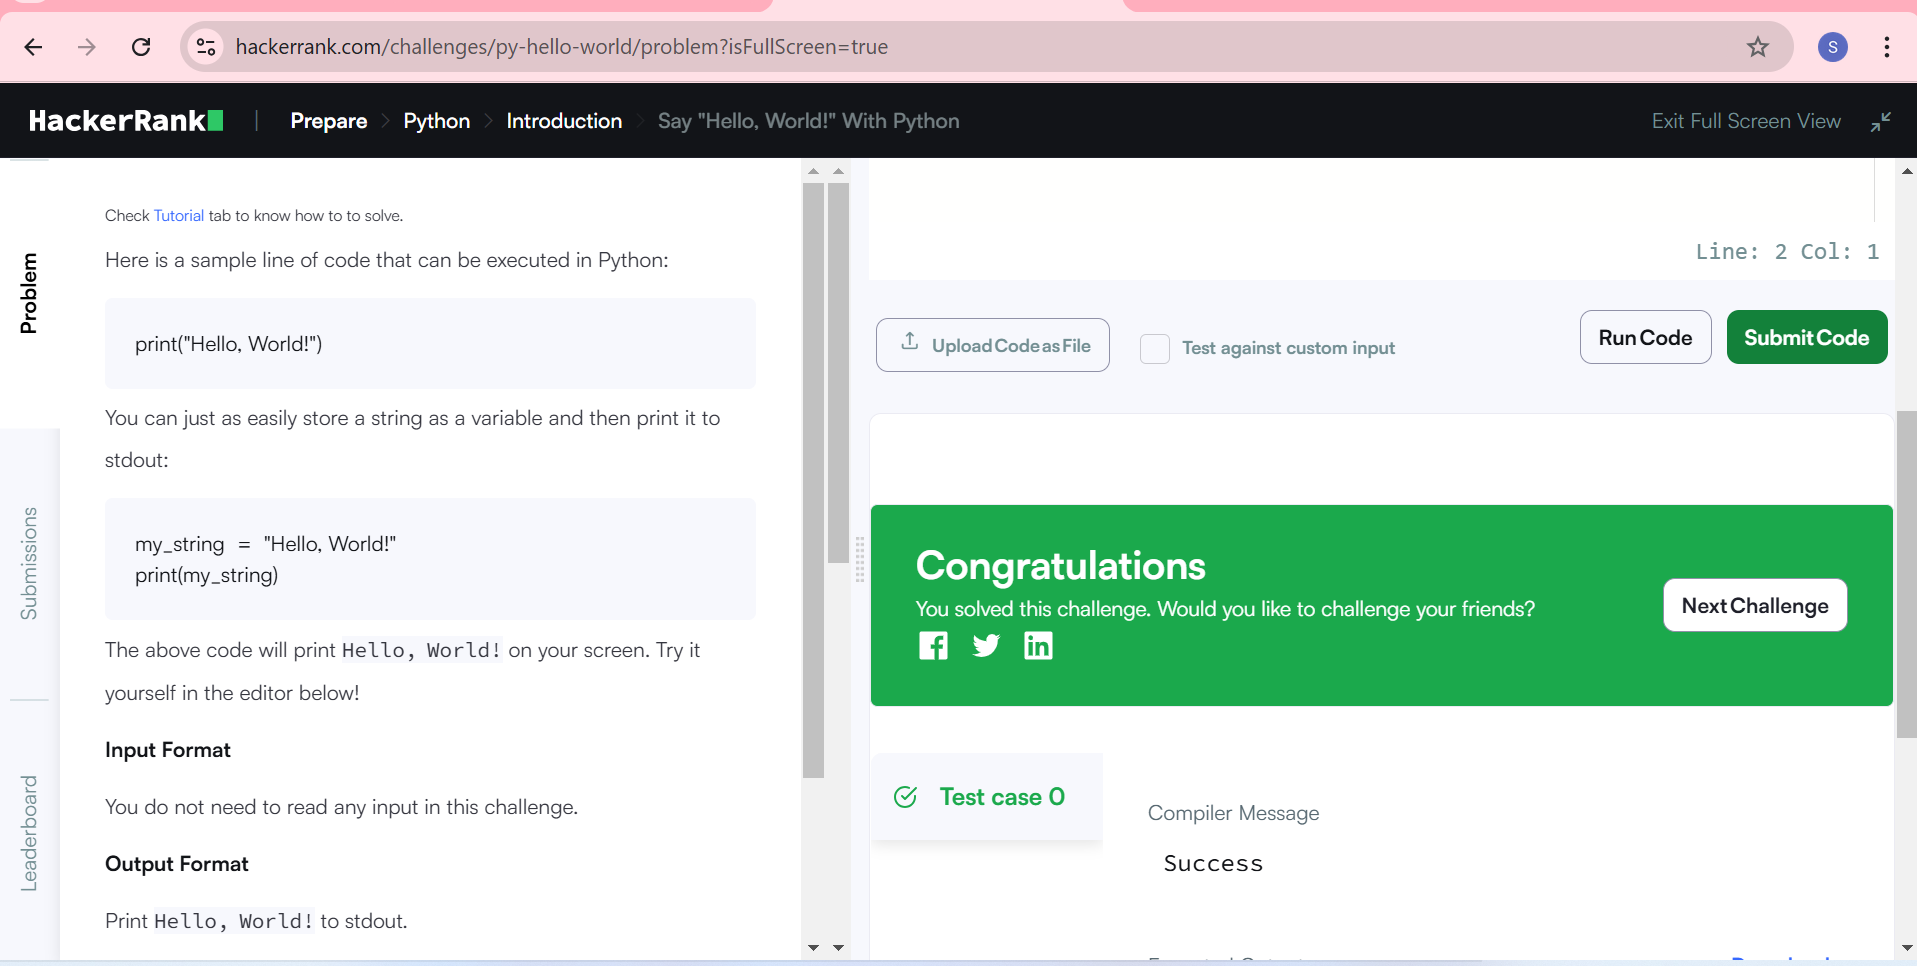 hackerrank.com/challenges/py-hello-world/problem?isFullScreen=true
S
HackerRank
|
Prepare > Python > Introduction > Say "Hello, World!" With Python
Exit Full Screen View
Problem
Submissions
Leaderboard
Check Tutorial tab to know how to to solve.
Here is a sample line of code that can be executed in Python:
print("Hello, World!")
You can just as easily store a string as a variable and then print it to
stdout:
my_string = "Hello, World!"
print(my_string)
The above code will print Hello, World! on your screen. Try it
yourself in the editor below!
Input Format
You do not need to read any input in this challenge.
Output Format
Print Hello, World! to stdout.
Line: 2 Col: 1
Upload Code as File
Test against custom input
Run Code
Submit Code
Congratulations
You solved this challenge. Would you like to challenge your friends?
Next Challenge
Test case 0
Compiler Message
Success